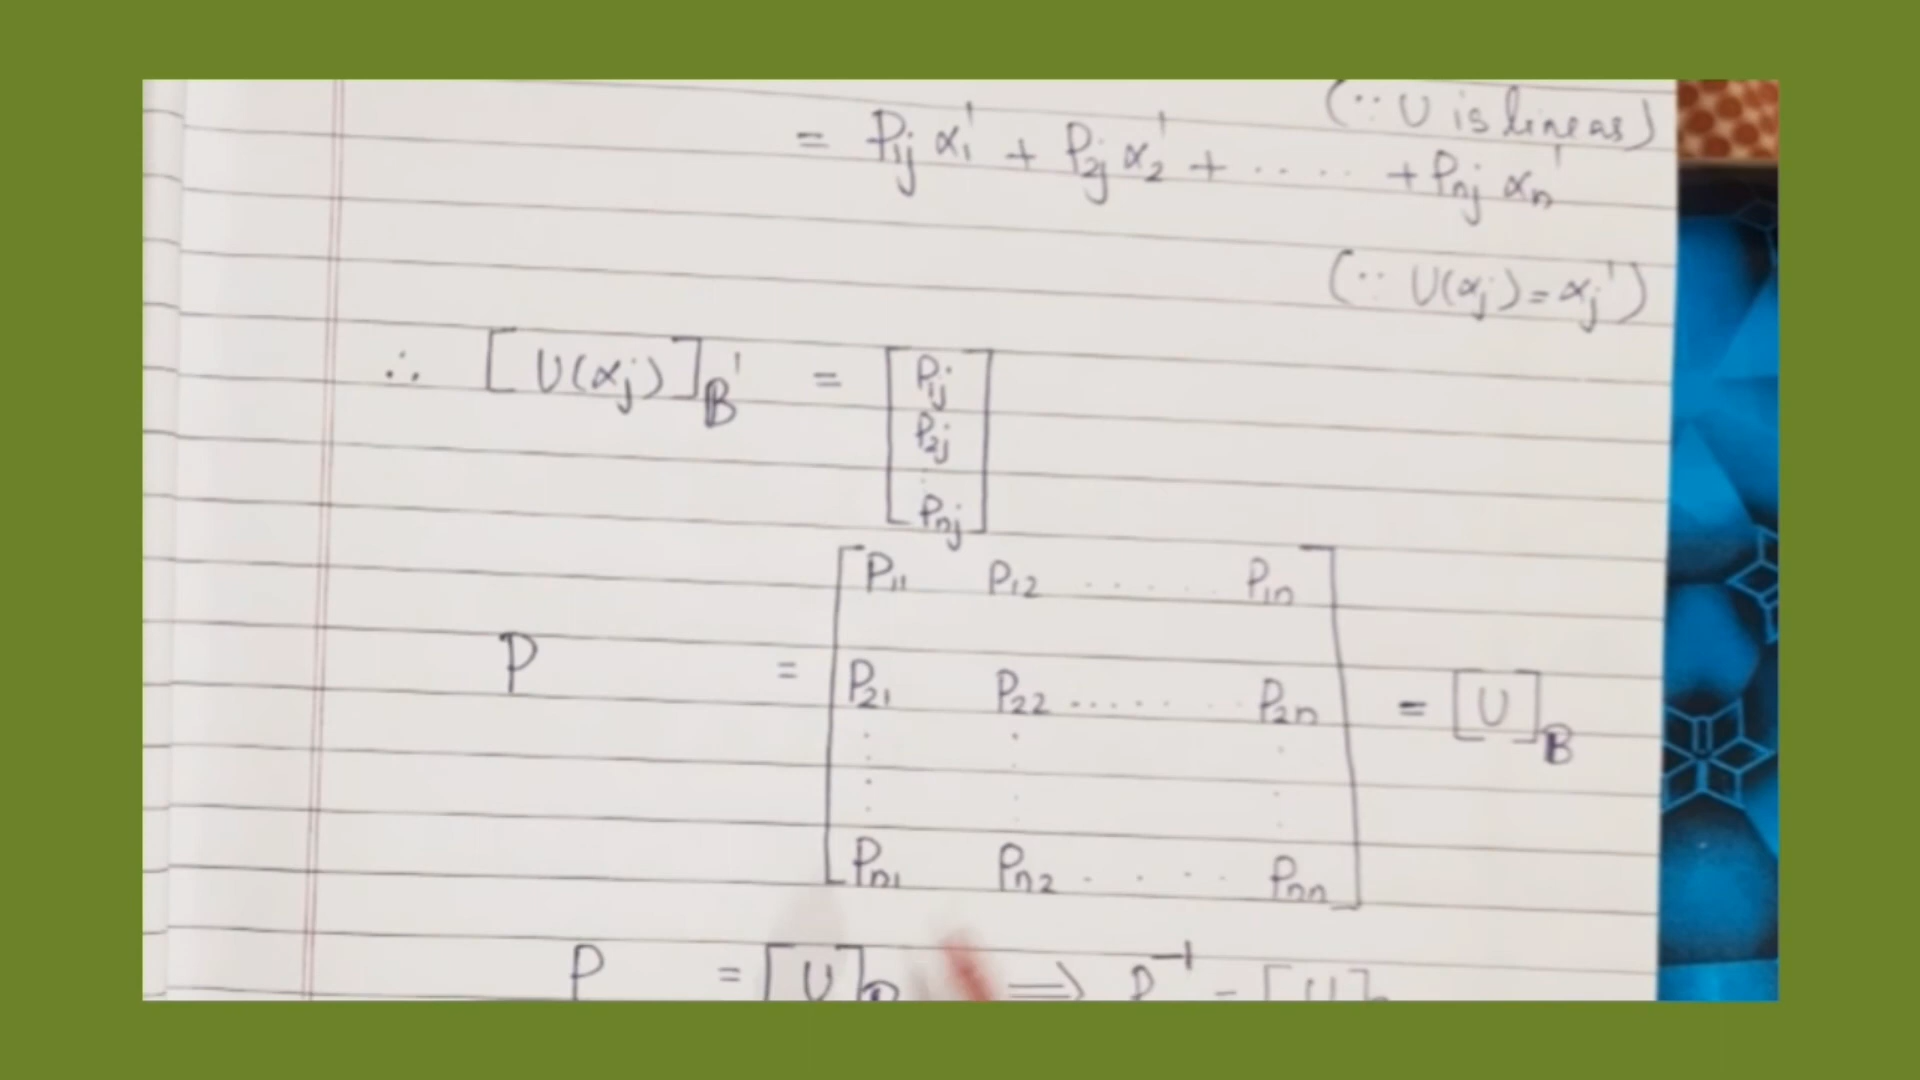 (∵ U is linear)
= P₁ⱼ α₁' + P₂ⱼ α₂' + ..... + Pₙⱼ αₙ'
(∵ U(αⱼ) = αⱼ')
∴ [U(αⱼ)]B' = [P₁ⱼ
P₂ⱼ
:
Pₙⱼ]
[P₁₁ P₁₂ ..... P₁ₙ
P = P₂₁ P₂₂ ..... P₂ₙ = [U]B
: : :
Pₙ₁ Pₙ₂ ..... Pₙₙ]
P = [U]B ⟹ P⁻¹ = [U]